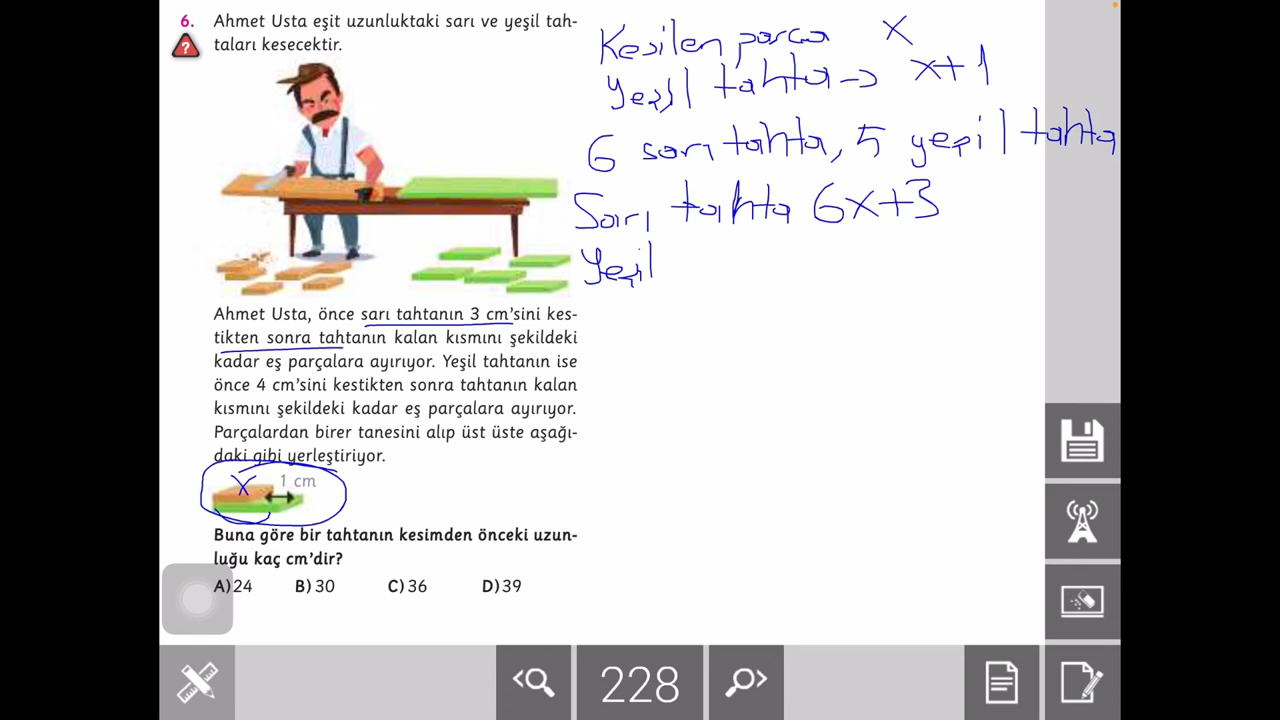 6. Ahmet Usta eşit uzunluktaki sarı ve yeşil tah-
taları kesecektir.
?
Ahmet Usta, önce sarı tahtanın 3 cm'sini kes-
tikten sonra tahtanın kalan kısmını şekildeki
kadar eş parçalara ayırıyor. Yeşil tahtanın ise
önce 4 cm'sini kestikten sonra tahtanın kalan
kısmını şekildeki kadar eş parçalara ayırıyor.
Parçalardan birer tanesini alıp üst üste aşağı-
daki gibi yerleştiriyor.
x 1 cm
Buna göre bir tahtanın kesimden önceki uzun-
luğu kaç cm'dir?
A) 24 B) 30 C) 36 D) 39
Kesilen parça x
Yeşil tahta → x+1
6 sarı tahta, 5 yeşil tahta
Sarı tahta 6x+3
Yeşil
228